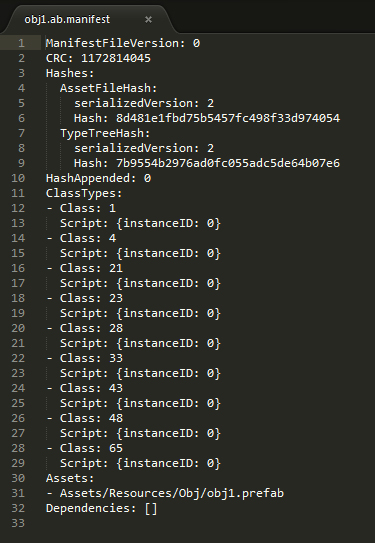 obj1.ab.manifest ×
1 ManifestFileVersion: 0
2 CRC: 1172814045
3 Hashes:
4   AssetFileHash:
5     serializedVersion: 2
6     Hash: 8d481e1fbd75b5457fc498f33d974054
7   TypeTreeHash:
8     serializedVersion: 2
9     Hash: 7b9554b2976ad0fc055adc5de64b07e6
10 HashAppended: 0
11 ClassTypes:
12 - Class: 1
13   Script: {instanceID: 0}
14 - Class: 4
15   Script: {instanceID: 0}
16 - Class: 21
17   Script: {instanceID: 0}
18 - Class: 23
19   Script: {instanceID: 0}
20 - Class: 28
21   Script: {instanceID: 0}
22 - Class: 33
23   Script: {instanceID: 0}
24 - Class: 43
25   Script: {instanceID: 0}
26 - Class: 48
27   Script: {instanceID: 0}
28 - Class: 65
29   Script: {instanceID: 0}
30 Assets:
31 - Assets/Resources/Obj/obj1.prefab
32 Dependencies: []
33